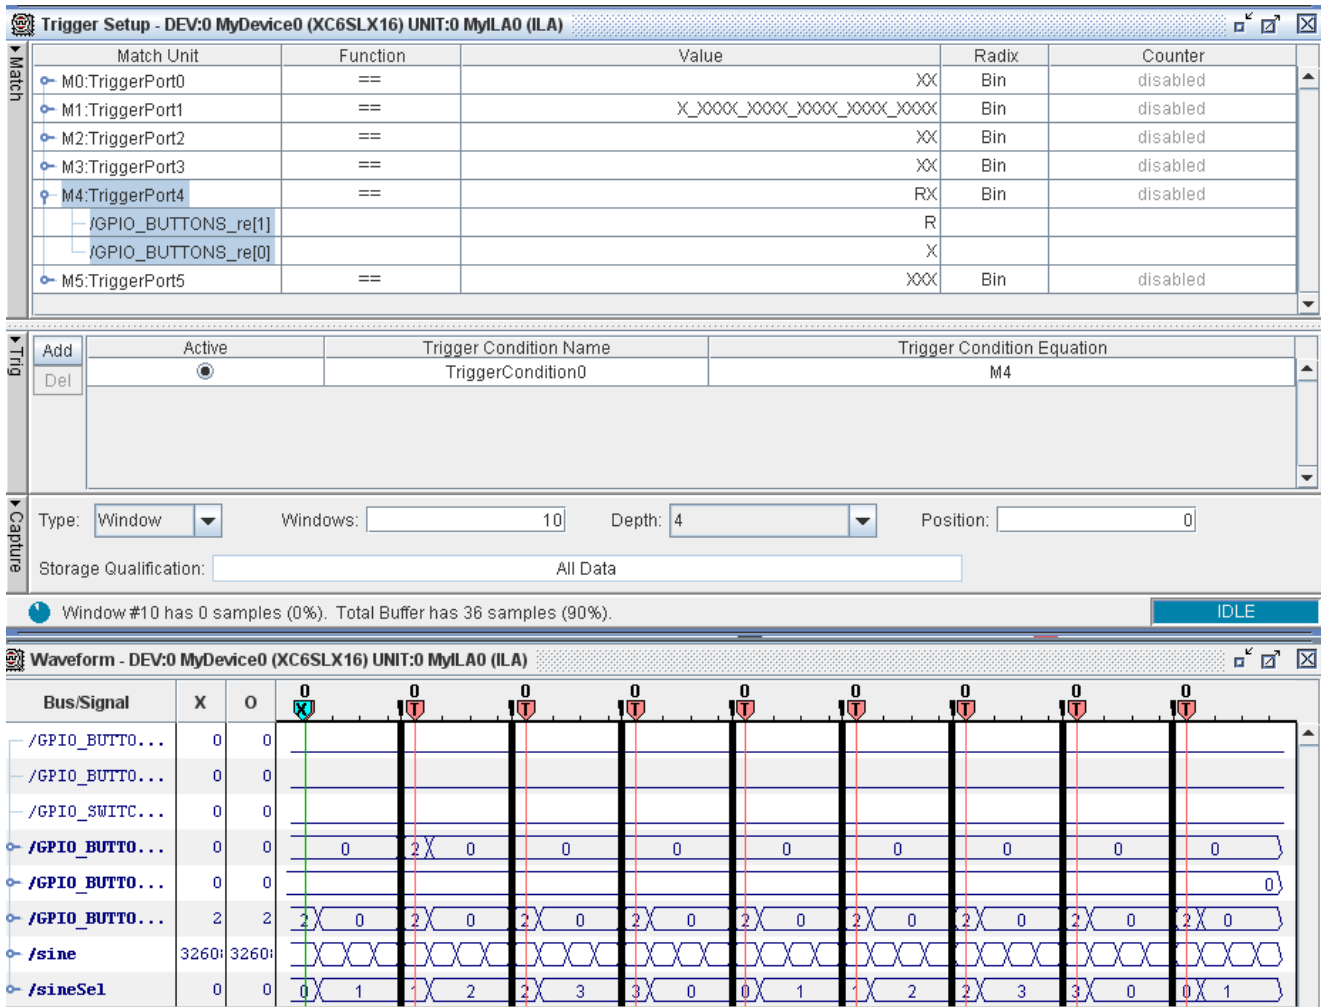 Trigger Setup - DEV:0 MyDevice0 (XC6SLX16) UNIT:0 MyILA0 (ILA)
Match
Match Unit Function Value Radix Counter
M0:TriggerPort0 == XX Bin disabled
M1:TriggerPort1 == X_XXXX_XXXX_XXXX_XXXX_XXXX Bin disabled
M2:TriggerPort2 == XX Bin disabled
M3:TriggerPort3 == XX Bin disabled
M4:TriggerPort4 == RX Bin disabled
/GPIO_BUTTONS_re[1] R
/GPIO_BUTTONS_re[0] X
M5:TriggerPort5 == XXX Bin disabled
Trig
Add Active Trigger Condition Name Trigger Condition Equation
Del TriggerCondition0 M4
Capture
Type: Window Windows: 10 Depth: 4 Position: 0
Storage Qualification: All Data
Window #10 has 0 samples (0%). Total Buffer has 36 samples (90%). IDLE
Waveform - DEV:0 MyDevice0 (XC6SLX16) UNIT:0 MyILA0 (ILA)
Bus/Signal X O 0 0 0 0 0 0 0 0 0
X T T T T T T T T
/GPIO_BUTTO... 0 0
/GPIO_BUTTO... 0 0
/GPIO_SWITC... 0 0
/GPIO_BUTTO... 0 0 0 2 0 0 0 0 0 0 0 0
/GPIO_BUTTO... 0 0 0
/GPIO_BUTTO... 2 2 2 0 2 0 2 0 2 0 2 0 2 0 2 0 2 0 2 0
/sine 3260 3260
/sineSel 0 0 0 1 1 2 2 3 3 0 0 1 1 2 2 3 3 0 0 1